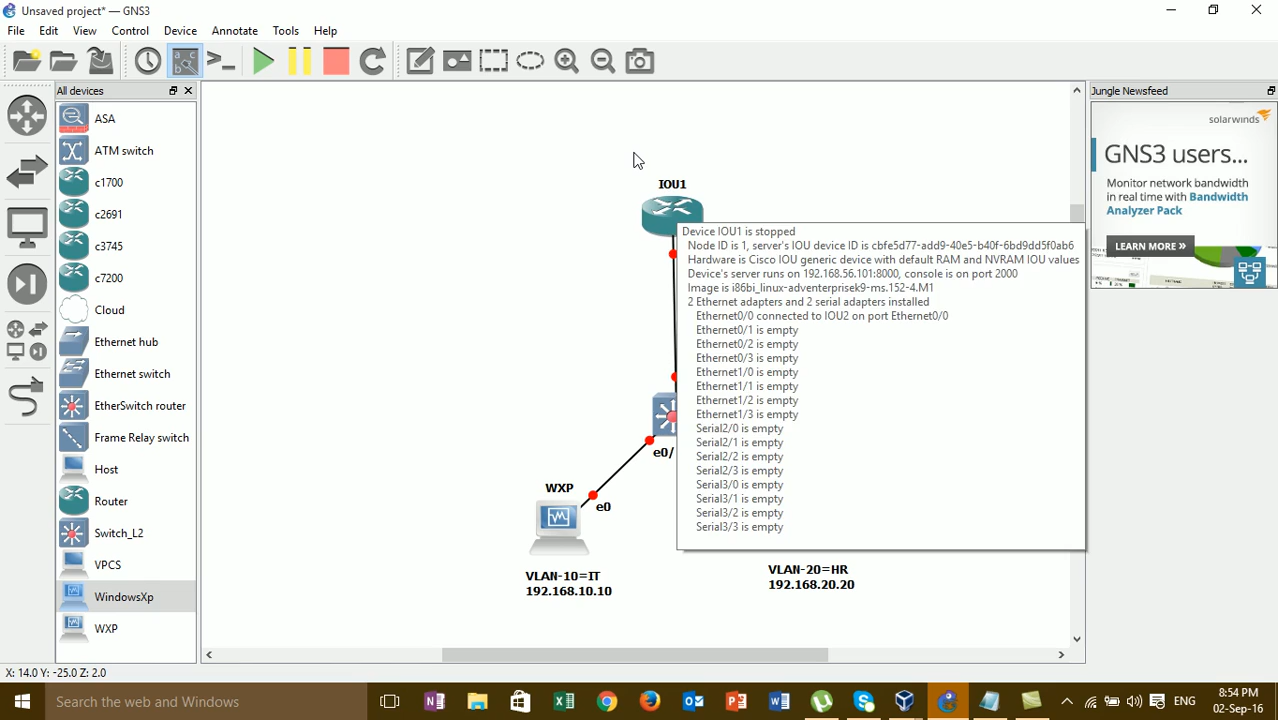 Unsaved project* — GNS3
File Edit View Control Device Annotate Tools Help
All devices
ASA
ATM switch
c1700
c2691
c3745
c7200
Cloud
Ethernet hub
Ethernet switch
EtherSwitch router
Frame Relay switch
Host
Router
Switch_L2
VPCS
WindowsXp
WXP
IOU1
Device IOU1 is stopped
Node ID is 1, server's IOU device ID is cbfe5d77-add9-40e5-b40f-6bd9dd5f0ab6
Hardware is Cisco IOU generic device with default RAM and NVRAM IOU values
Device's server runs on 192.168.56.101:8000, console is on port 2000
Image is i86bi_linux-adventerprisek9-ms.152-4.M1
2 Ethernet adapters and 2 serial adapters installed
Ethernet0/0 connected to IOU2 on port Ethernet0/0
Ethernet0/1 is empty
Ethernet0/2 is empty
Ethernet0/3 is empty
Ethernet1/0 is empty
Ethernet1/1 is empty
Ethernet1/2 is empty
Ethernet1/3 is empty
Serial2/0 is empty
Serial2/1 is empty
Serial2/2 is empty
Serial2/3 is empty
Serial3/0 is empty
Serial3/1 is empty
Serial3/2 is empty
Serial3/3 is empty
e0/
WXP
e0
VLAN-10=IT
192.168.10.10
VLAN-20=HR
192.168.20.20
Jungle Newsfeed
solarwinds
GNS3 users...
Monitor network bandwidth
in real time with Bandwidth
Analyzer Pack
LEARN MORE »
X: 14.0 Y: -25.0 Z: 2.0
Search the web and Windows
ENG
8:54 PM
02-Sep-16